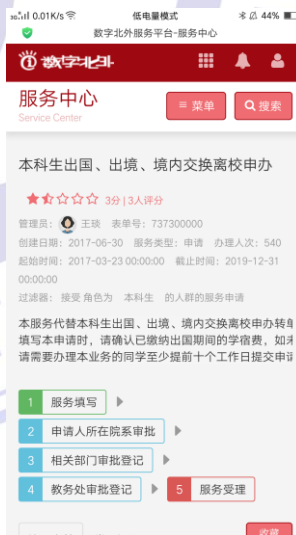 3G 0.01K/s 低电量模式 44%
数字北外服务平台-服务中心
数字北外
服务中心
Service Center
菜单
搜索
本科生出国、出境、境内交换离校申办
3分|3人评分
管理员: 王琰 表单号: 737300000
创建日期: 2017-06-30 服务类型: 申请 办理人次: 540
起始时间: 2017-03-23 00:00:00 截止时间: 2019-12-31
00:00:00
过滤器: 接受 角色为 本科生 的人群的服务申请
本服务代替本科生出国、出境、境内交换离校申办转单
填写本申请时，请确认已缴纳出国期间的学宿费，如未
请需要办理本业务的同学至少提前十个工作日提交申请
1 服务填写
2 申请人所在院系审批
3 相关部门审批登记
4 教务处审批登记 5 服务受理
收藏